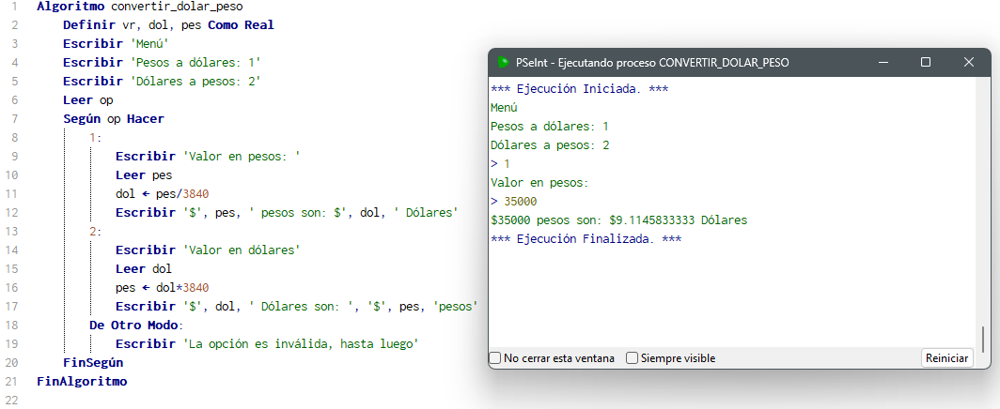 1 Algoritmo convertir_dolar_peso
2 Definir vr, dol, pes Como Real
3 Escribir 'Menú'
4 Escribir 'Pesos a dólares: 1'
5 Escribir 'Dólares a pesos: 2'
6 Leer op
7 Según op Hacer
8 1:
9 Escribir 'Valor en pesos: '
10 Leer pes
11 dol ← pes/3840
12 Escribir '$', pes, ' pesos son: $', dol, ' Dólares'
13 2:
14 Escribir 'Valor en dólares'
15 Leer dol
16 pes ← dol*3840
17 Escribir '$', dol, ' Dólares son: ', '$', pes, 'pesos'
18 De Otro Modo:
19 Escribir 'La opción es inválida, hasta luego'
20 FinSegún
21 FinAlgoritmo
22
PSeInt - Ejecutando proceso CONVERTIR_DOLAR_PESO
*** Ejecución Iniciada. ***
Menú
Pesos a dólares: 1
Dólares a pesos: 2
> 1
Valor en pesos:
> 35000
$35000 pesos son: $9.1145833333 Dólares
*** Ejecución Finalizada. ***
No cerrar esta ventana Siempre visible Reiniciar